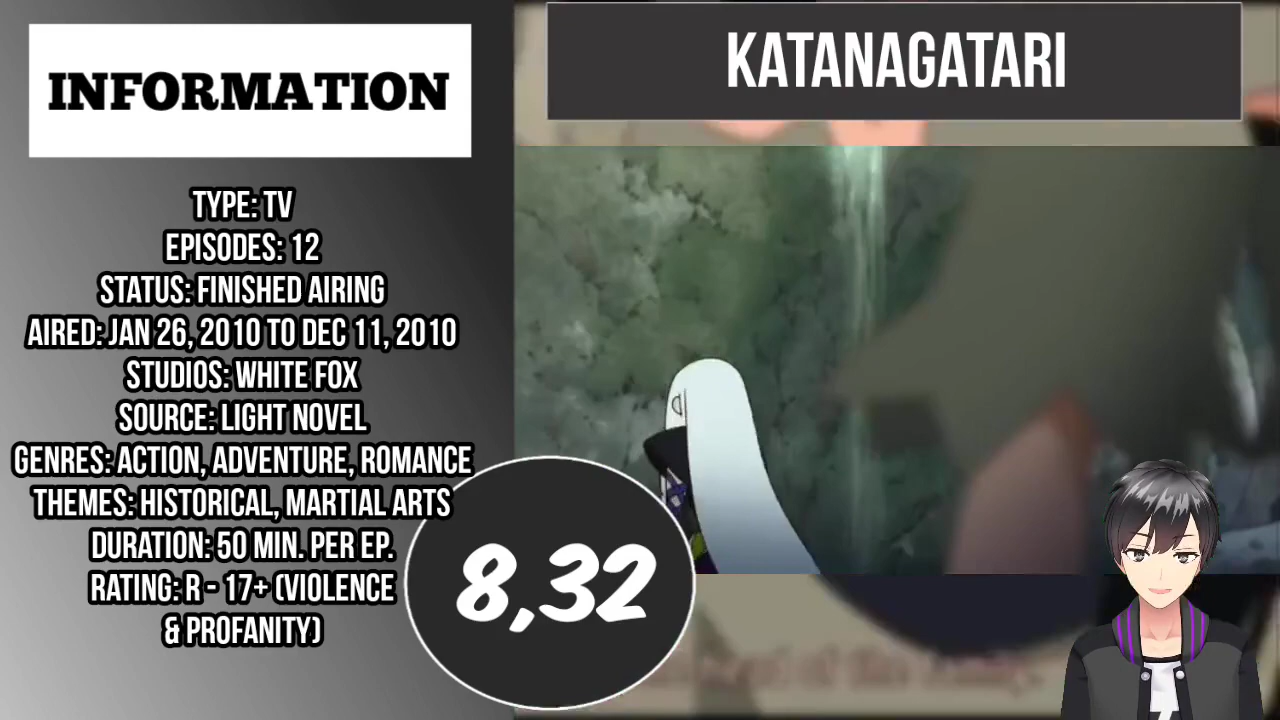 INFORMATION
KATANAGATARI
TYPE: TV
EPISODES: 12
STATUS: FINISHED AIRING
AIRED: JAN 26, 2010 TO DEC 11, 2010
STUDIOS: WHITE FOX
SOURCE: LIGHT NOVEL
GENRES: ACTION, ADVENTURE, ROMANCE
THEMES: HISTORICAL, MARTIAL ARTS
DURATION: 50 MIN. PER EP.
RATING: R - 17+ (VIOLENCE
& PROFANITY)
8,32